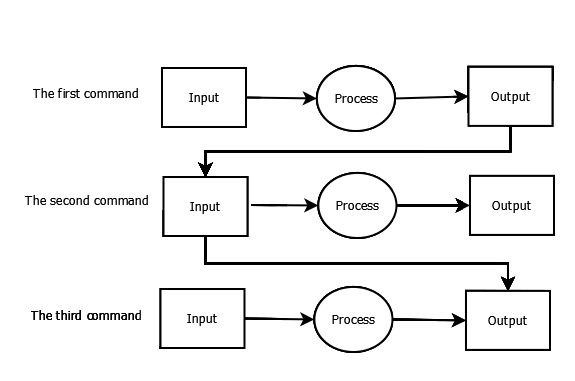 The first command
Input
Process
Output
The second command
Input
Process
Output
The third command
Input
Process
Output